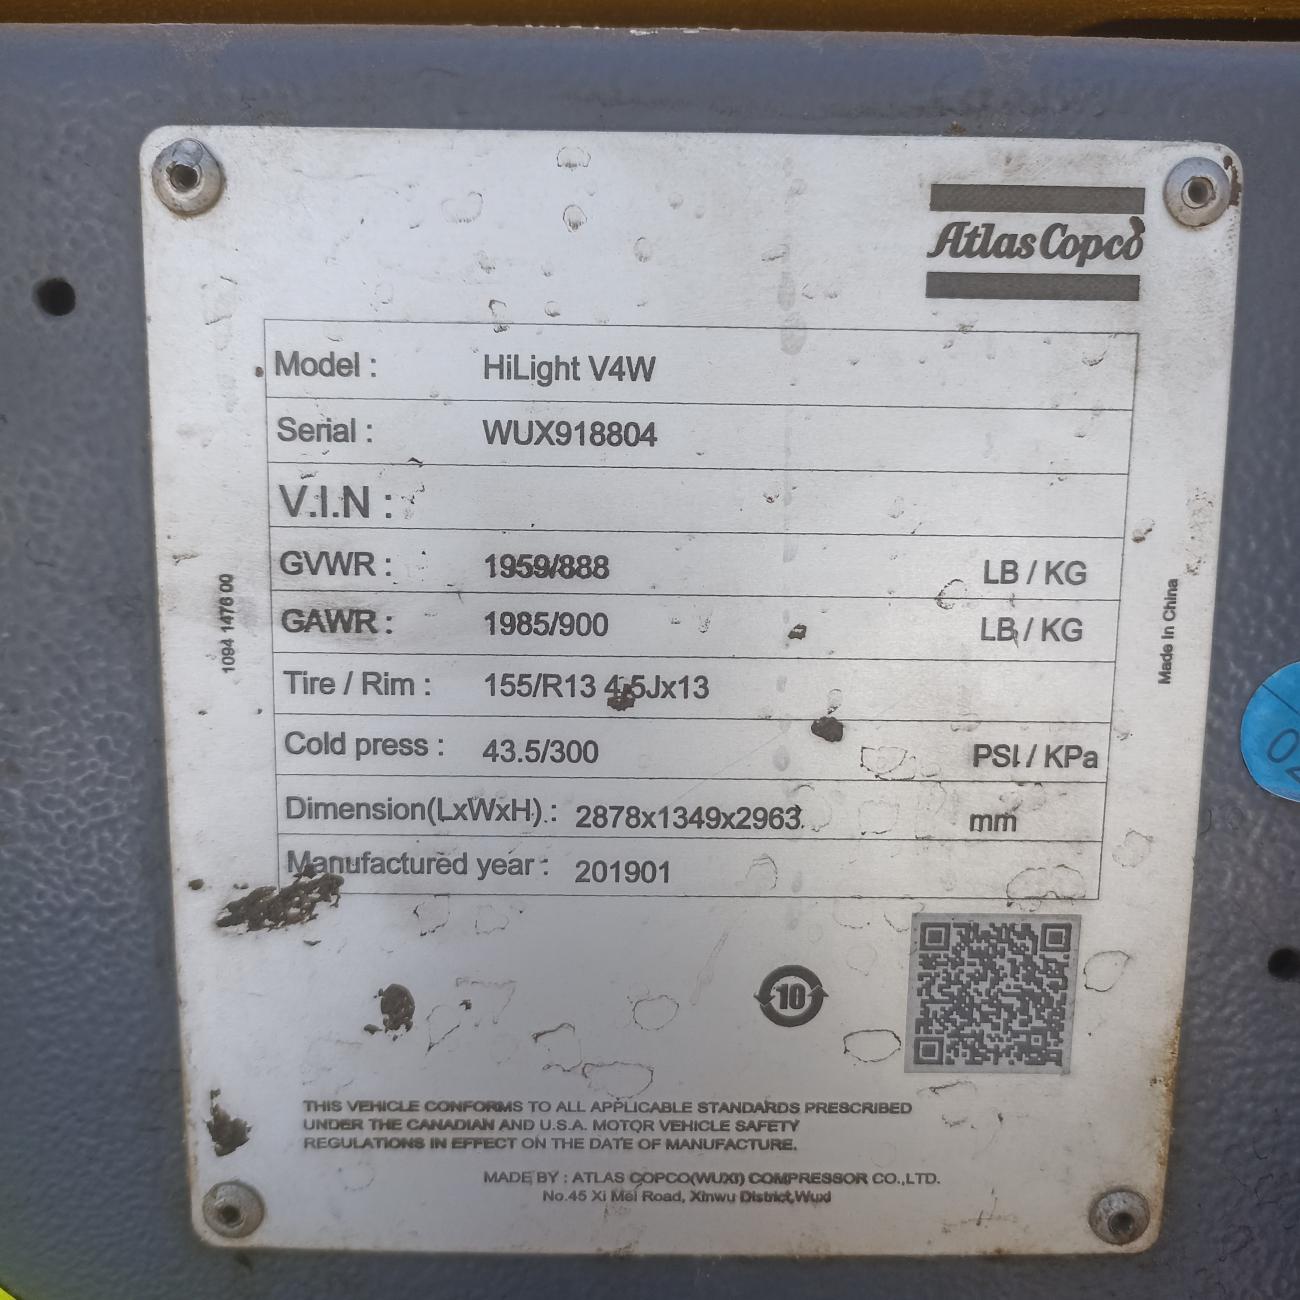 Atlas Copco
Model : HiLight V4W
Serial : WUX918804
V.I.N :
GVWR : 1959/888 LB / KG
GAWR : 1985/900 LB / KG
Tire / Rim : 155/R13 4.5Jx13
Cold press : 43.5/300 PSI / KPa
Dimension(LxWxH) : 2878x1349x2963 mm
Manufactured year : 201901
1094 1476 00
Made in China
02
10
THIS VEHICLE CONFORMS TO ALL APPLICABLE STANDARDS PRESCRIBED
UNDER THE CANADIAN AND U.S.A. MOTOR VEHICLE SAFETY
REGULATIONS IN EFFECT ON THE DATE OF MANUFACTURE.
MADE BY : ATLAS COPCO(WUXI) COMPRESSOR CO.,LTD.
No.45 Xi Mei Road, Xinwu District,Wuxi